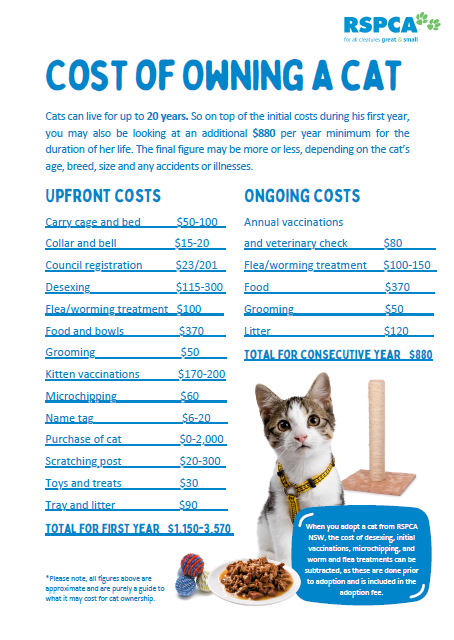 RSPCA
for all creatures great & small
COST OF OWNING A CAT
Cats can live for up to 20 years. So on top of the initial costs during his first year,
you may also be looking at an additional $880 per year minimum for the
duration of her life. The final figure may be more or less, depending on the cat's
age, breed, size and any accidents or illnesses.
UPFRONT COSTS
Carry cage and bed $50-100
Collar and bell $15-20
Council registration $23/201
Desexing $115-300
Flea/worming treatment $100
Food and bowls $370
Grooming $50
Kitten vaccinations $170-200
Microchipping $60
Name tag $6-20
Purchase of cat $0-2,000
Scratching post $20-300
Toys and treats $30
Tray and litter $90
TOTAL FOR FIRST YEAR $1,150-3,570
*Please note, all figures above are
approximate and are purely a guide to
what it may cost for cat ownership.
ONGOING COSTS
Annual vaccinations
and veterinary check $80
Flea/worming treatment $100-150
Food $370
Grooming $50
Litter $120
TOTAL FOR CONSECUTIVE YEAR $880
When you adopt a cat from RSPCA
NSW, the cost of desexing, initial
vaccinations, microchipping, and
worm and flea treatments can be
subtracted, as these are done prior
to adoption and is included in the
adoption fee.